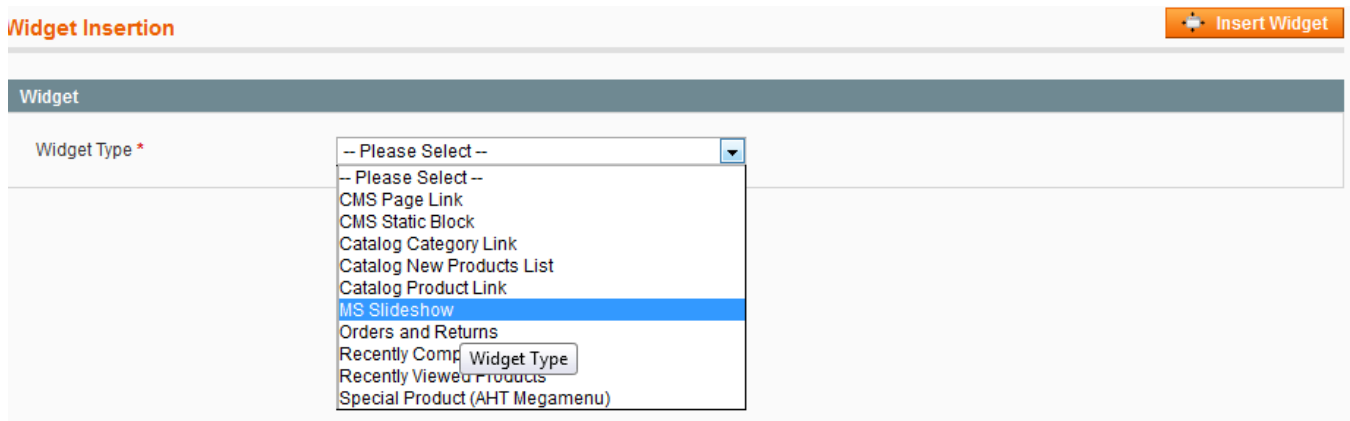 Widget Insertion
Insert Widget
Widget
Widget Type *
-- Please Select --
-- Please Select --
CMS Page Link
CMS Static Block
Catalog Category Link
Catalog New Products List
Catalog Product Link
MS Slideshow
Orders and Returns
Recently Comp
Widget Type
Recently Viewed Products
Special Product (AHT Megamenu)